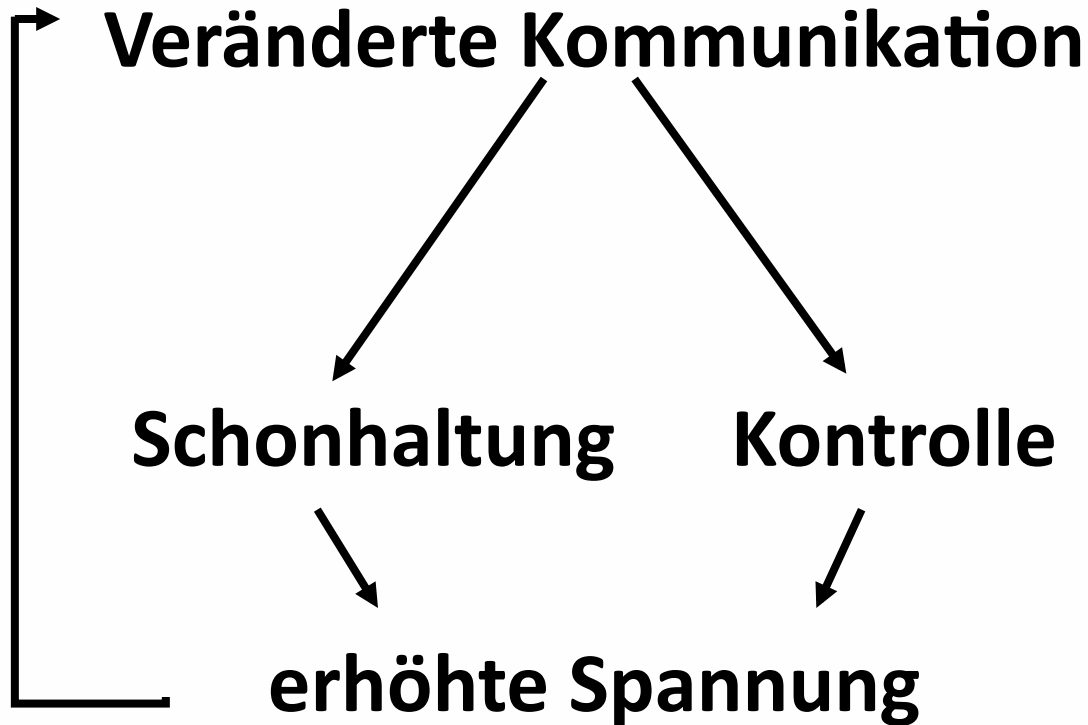 Veränderte Kommunikation
Schonhaltung Kontrolle
erhöhte Spannung